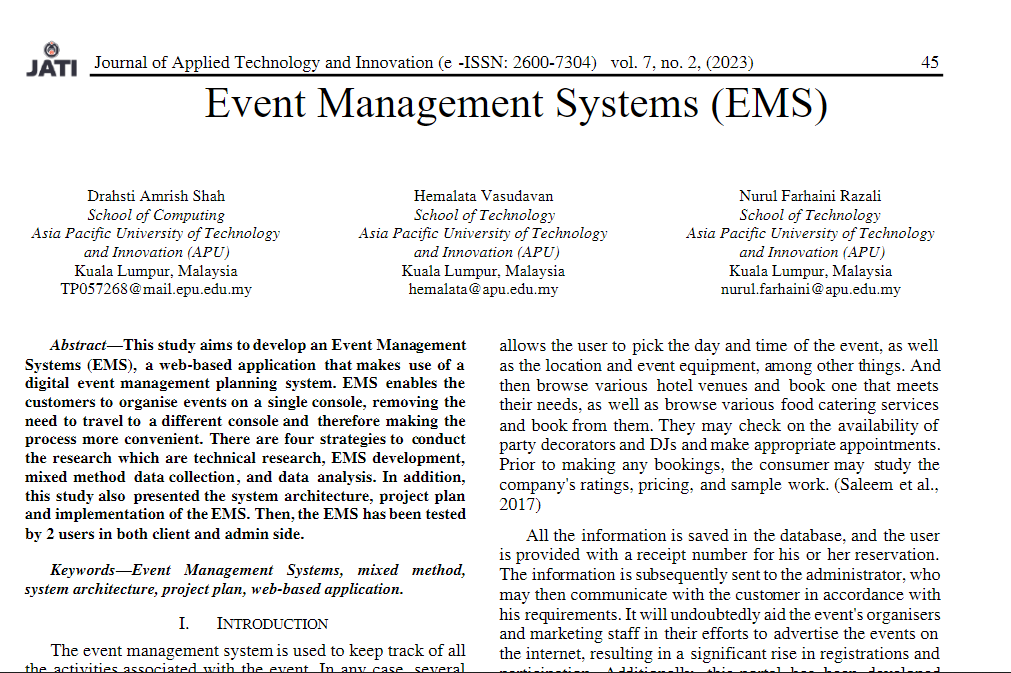 JATI
Journal of Applied Technology and Innovation (e -ISSN: 2600-7304) vol. 7, no. 2, (2023) 45
Event Management Systems (EMS)
Drahsti Amrish Shah
School of Computing
Asia Pacific University of Technology
and Innovation (APU)
Kuala Lumpur, Malaysia
TP057268@mail.epu.edu.my
Hemalata Vasudavan
School of Technology
Asia Pacific University of Technology
and Innovation (APU)
Kuala Lumpur, Malaysia
hemalata@apu.edu.my
Nurul Farhaini Razali
School of Technology
Asia Pacific University of Technology
and Innovation (APU)
Kuala Lumpur, Malaysia
nurul.farhaini@apu.edu.my
Abstract—This study aims to develop an Event Management
Systems (EMS), a web-based application that makes use of a
digital event management planning system. EMS enables the
customers to organise events on a single console, removing the
need to travel to a different console and therefore making the
process more convenient. There are four strategies to conduct
the research which are technical research, EMS development,
mixed method data collection, and data analysis. In addition,
this study also presented the system architecture, project plan
and implementation of the EMS. Then, the EMS has been tested
by 2 users in both client and admin side.
Keywords—Event Management Systems, mixed method,
system architecture, project plan, web-based application.
I. INTRODUCTION
The event management system is used to keep track of all
the activities associated with the event. In any case, several
allows the user to pick the day and time of the event, as well
as the location and event equipment, among other things. And
then browse various hotel venues and book one that meets
their needs, as well as browse various food catering services
and book from them. They may check on the availability of
party decorators and DJs and make appropriate appointments.
Prior to making any bookings, the consumer may study the
company's ratings, pricing, and sample work. (Saleem et al.,
2017)
All the information is saved in the database, and the user
is provided with a receipt number for his or her reservation.
The information is subsequently sent to the administrator, who
may then communicate with the customer in accordance with
his requirements. It will undoubtedly aid the event's organisers
and marketing staff in their efforts to advertise the events on
the internet, resulting in a significant rise in registrations and
participation. Additionally, this portal has been developed